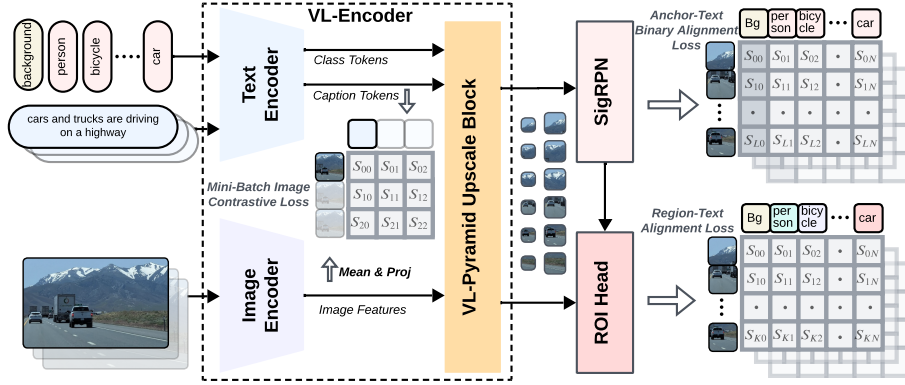 VL-Encoder
background
person
bicycle
car
cars and trucks are driving
on a highway
Text
Encoder
Class Tokens
Caption Tokens
Mini-Batch Image
Contrastive Loss
S00 S01 S02
S10 S11 S12
S20 S21 S22
Mean & Proj
Image
Encoder
Image Features
VL-Pyramid Upscale Block
SigRPN
ROI Head
Anchor-Text
Binary Alignment
Loss
Bg per son bicy cle car
S00 S01 S02 S0N
S10 S11 S12 S1N
SL0 SL1 SL2 SLN
Region-Text
Alignment Loss
Bg per son bicy cle car
S00 S01 S02 S0N
S10 S11 S12 S1N
SK0 SK1 SK2 SKN